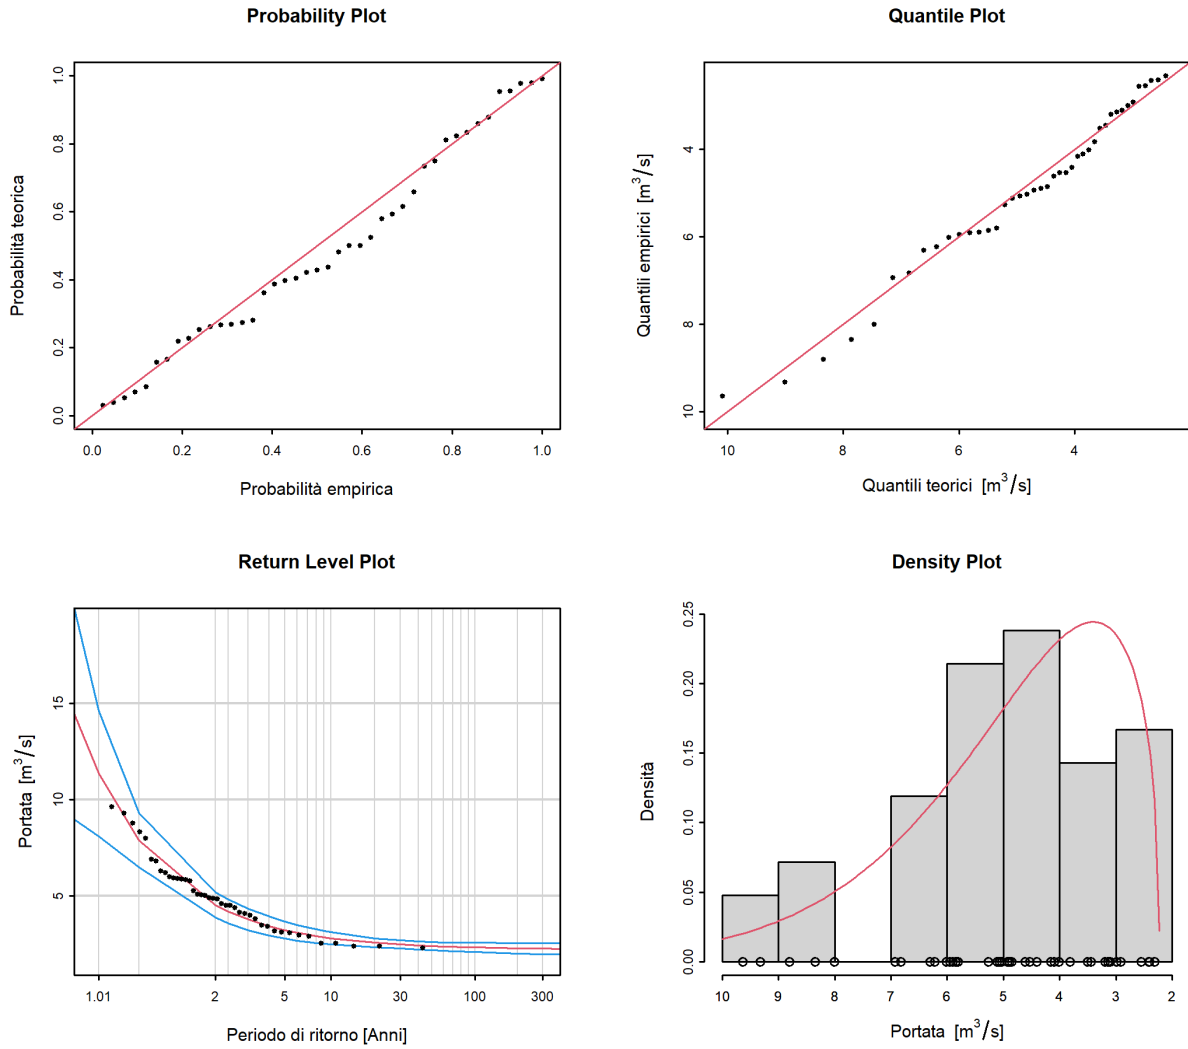 Probability Plot
Probabilità teorica
1.0
0.8
0.6
0.4
0.2
0.0
0.0 0.2 0.4 0.6 0.8 1.0
Probabilità empirica
Quantile Plot
Quantili empirici [m³/s]
4
6
8
10
10 8 6 4
Quantili teorici [m³/s]
Return Level Plot
Portata [m³/s]
15
10
5
1.01 2 5 10 30 100 300
Periodo di ritorno [Anni]
Density Plot
Densità
0.25
0.20
0.15
0.10
0.05
0.00
10 9 8 7 6 5 4 3 2
Portata [m³/s]